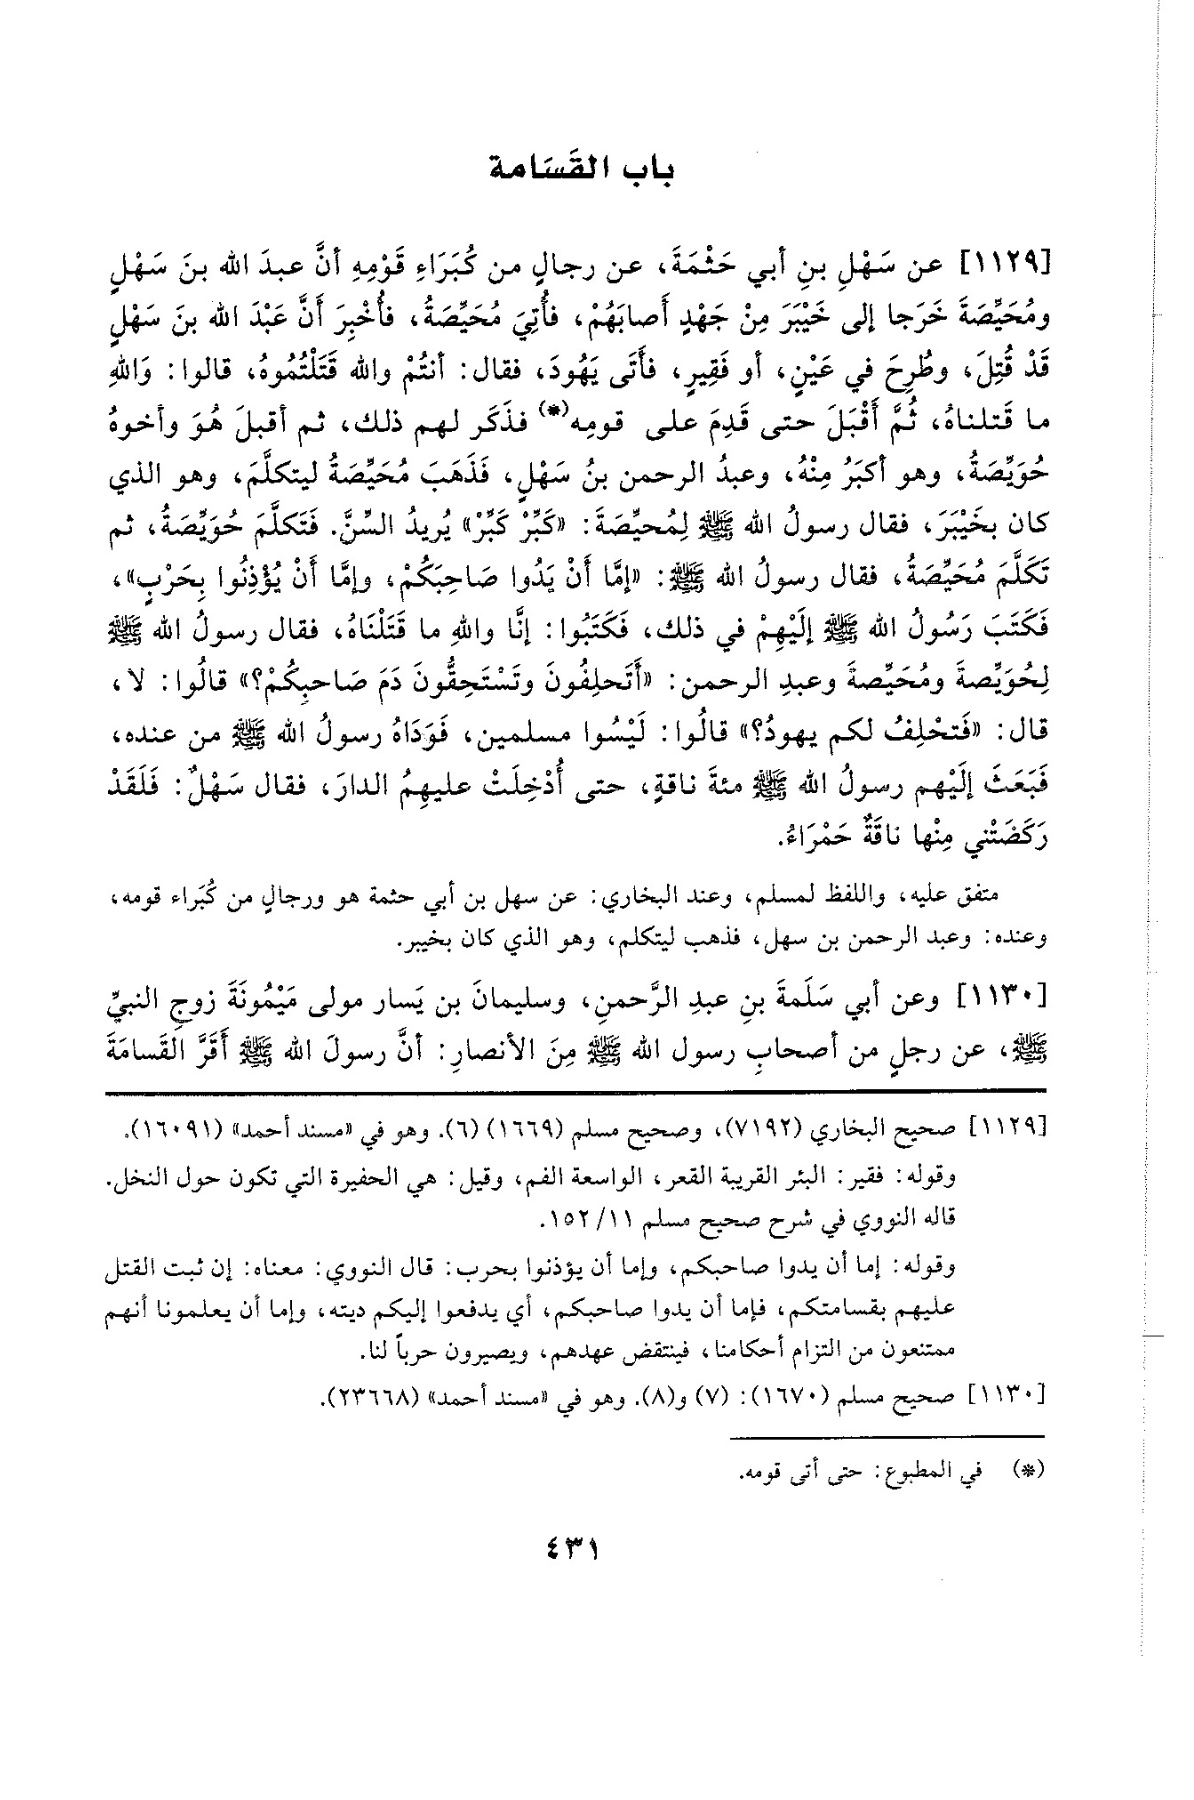 باب القَسَامة
[١١٢٩] عن سَهْلِ بنِ أبي حَثْمَةَ، عن رجالٍ من كُبَرَاءِ قَوْمِهِ أنَّ عبدَ الله بنَ سَهْلٍ
ومُحَيِّصَةَ خَرَجا إلى خَيْبَرَ مِنْ جَهْدٍ أَصابَهُمْ، فَأُتِيَ مُحَيِّصَةُ، فأُخْبِرَ أَنَّ عَبْدَ الله بنَ سَهْلٍ
قَدْ قُتِلَ، وطُرِحَ في عَيْنٍ، أو فَقِيرٍ، فأَتَى يَهُودَ، فقال: أنتُمْ والله قَتَلْتُمُوهُ، قالوا: وَاللهِ
ما قَتلناهُ، ثُمَّ أَقْبَلَ حتى قَدِمَ على قومِه(*) فذَكَر لهم ذلك، ثم أقبلَ هُوَ وأخوهُ
حُوَيِّصَةُ، وهو أكبَرُ مِنْهُ، وعبدُ الرحمن بنُ سَهْلٍ، فَذَهَبَ مُحَيِّصَةُ ليتكلَّمَ، وهو الذي
كان بخَيْبَرَ، فقال رسولُ الله ﷺ لِمُحيِّصَةَ: «كَبِّرْ كَبِّرْ» يُريدُ السِّنَّ. فَتَكلَّمَ حُوَيِّصَةُ، ثم
تَكَلَّمَ مُحَيِّصَةُ، فقال رسولُ الله ﷺ: «إمَّا أَنْ يَدُوا صَاحِبَكُمْ، وإمَّا أَنْ يُؤْذِنُوا بِحَرْبٍ»،
فَكَتَبَ رَسُولُ الله ﷺ إلَيْهِمْ في ذلك، فَكَتَبُوا: إنَّا واللهِ ما قَتَلْنَاهُ، فقال رسولُ الله ﷺ
لِحُوَيِّصةَ ومُحَيِّصةَ وعبدِ الرحمن: «أَتَحلِفُونَ وتَسْتَحِقُّونَ دَمَ صَاحبِكُمْ؟» قالُوا: لا،
قال: «فَتحْلِفُ لكم يهودُ؟» قالُوا: لَيْسُوا مسلمين، فَوَدَاهُ رسولُ الله ﷺ من عنده،
فَبَعَثَ إلَيْهم رسولُ الله ﷺ مئةَ ناقةٍ، حتى أُدْخِلَتْ عليهِمُ الدارَ، فقال سَهْلٌ: فَلَقَدْ
رَكَضَتْني مِنْها ناقَةٌ حَمْرَاءُ.
متفق عليه، واللفظ لمسلم، وعند البخاري: عن سهل بن أبي حثمة هو ورجالٍ من كُبَراء قومه،
وعنده: وعبد الرحمن بن سهل، فذهب ليتكلم، وهو الذي كان بخيبر.
[١١٣٠] وعن أبي سَلَمةَ بنِ عبدِ الرَّحمنِ، وسليمانَ بن يَسار مولى مَيْمُونَةَ زوجِ النبيِّ
ﷺ، عن رجلٍ من أصحابِ رسول الله ﷺ مِنَ الأنصارِ: أنَّ رسولَ الله ﷺ أَقَرَّ القَسامَةَ
[١١٢٩] صحيح البخاري (٧١٩٢)، وصحيح مسلم (١٦٦٩) (٦). وهو في «مسند أحمد» (١٦٠٩١).
وقوله: فقير: البئر القريبة القعر، الواسعة الفم، وقيل: هي الحفيرة التي تكون حول النخل.
قاله النووي في شرح صحيح مسلم ١٥٢/١١.
وقوله: إما أن يدوا صاحبكم، وإما أن يؤذنوا بحرب: قال النووي: معناه: إن ثبت القتل
عليهم بقسامتكم، فإما أن يدوا صاحبكم، أي يدفعوا إليكم ديته، وإما أن يعلمونا أنهم
ممتنعون من التزام أحكامنا، فينتقض عهدهم، ويصيرون حرباً لنا.
[١١٣٠] صحيح مسلم (١٦٧٠): (٧) و(٨). وهو في «مسند أحمد» (٢٣٦٦٨).
(*) في المطبوع: حتى أتى قومه.
٤٣١